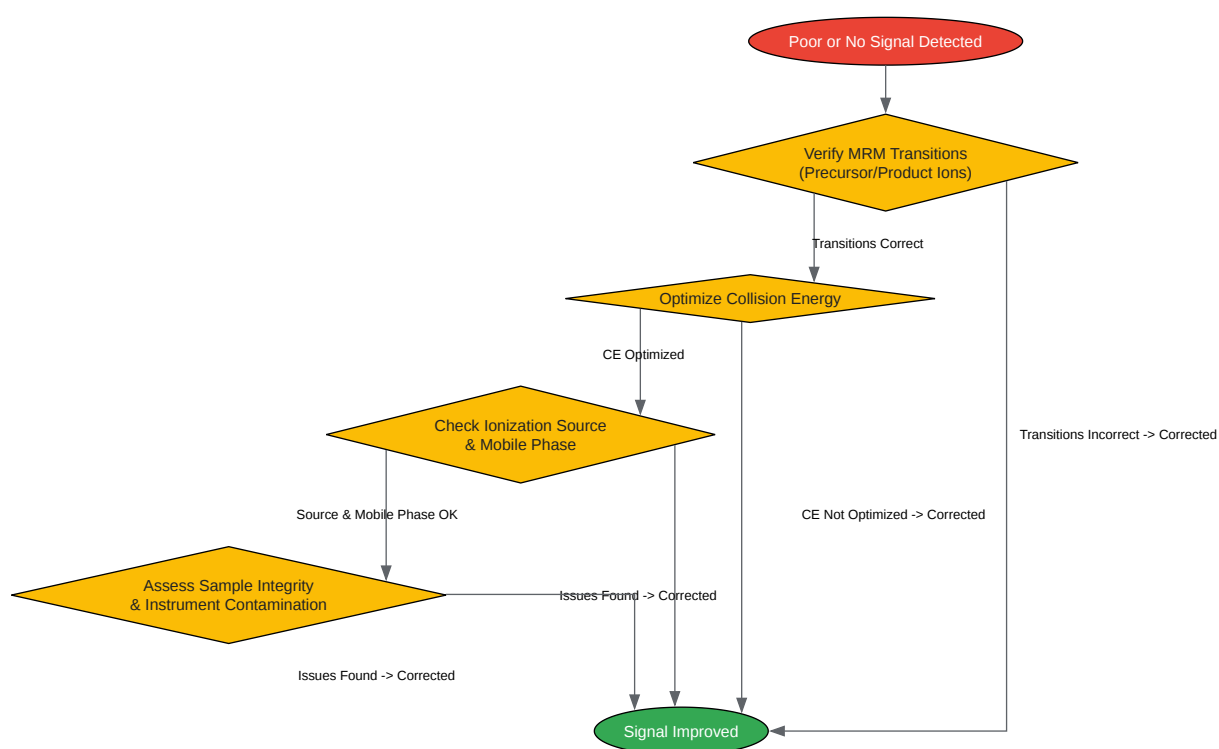 Poor or No Signal Detected
Verify MRM Transitions
(Precursor/Product Ions)
Transitions Correct
Optimize Collision Energy
CE Optimized
Check Ionization Source
& Mobile Phase
Transitions Incorrect -> Corrected
Source & Mobile Phase OK
CE Not Optimized -> Corrected
Assess Sample Integrity
& Instrument Contamination
Issues Found -> Corrected
Issues Found -> Corrected
Signal Improved